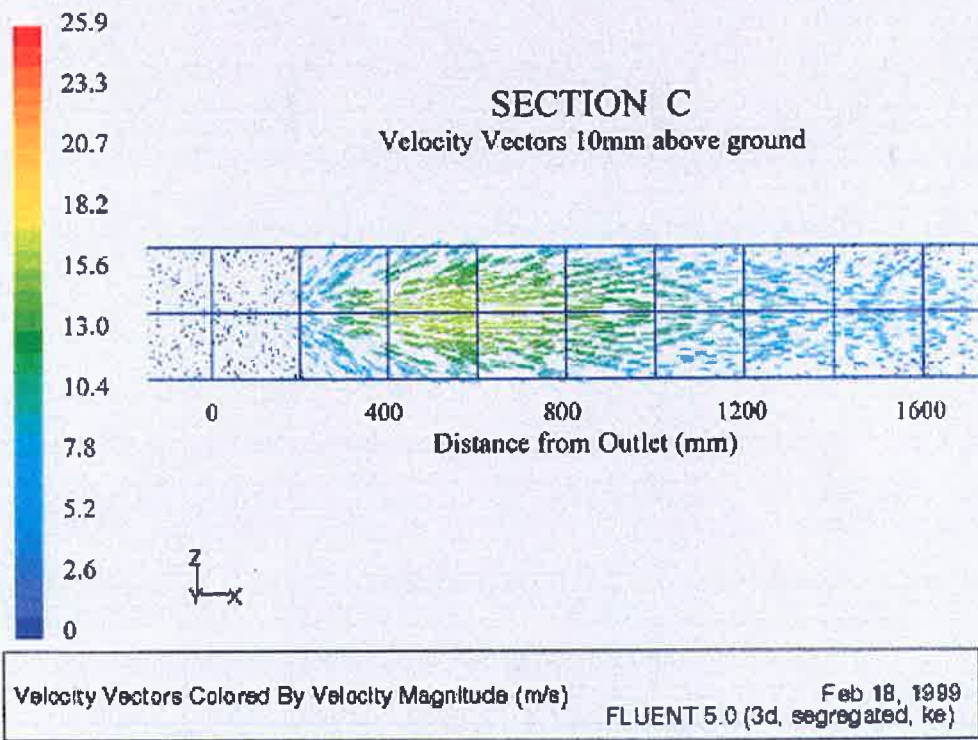 25.9
23.3
20.7
18.2
15.6
13.0
10.4
7.8
5.2
2.6
0
SECTION C
Velocity Vectors 10mm above ground
0 400 800 1200 1600
Distance from Outlet (mm)
Z
Y X
Velocity Vectors Colored By Velocity Magnitude (m/s)
Feb 18, 1999
FLUENT 5.0 (3d, segregated, ke)